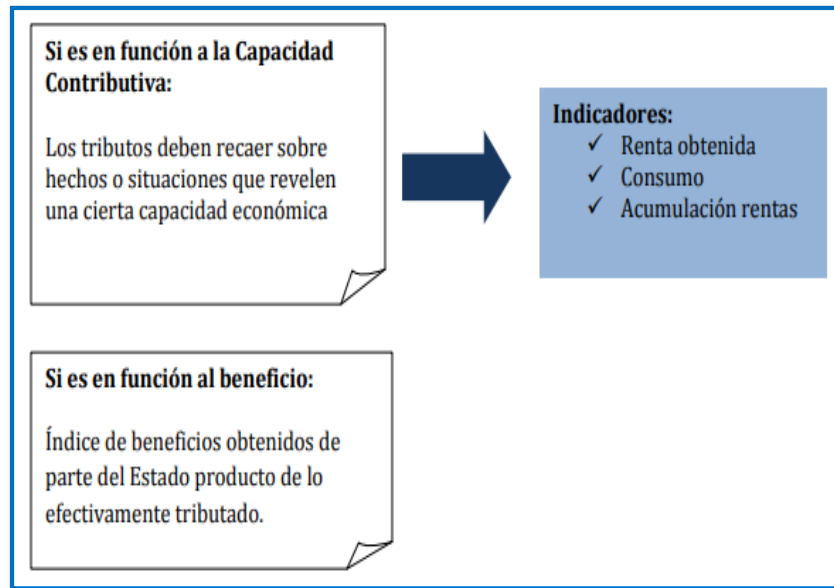 Si es en función a la Capacidad
Contributiva:
Los tributos deben recaer sobre
hechos o situaciones que revelen
una cierta capacidad económica
Indicadores:
✓ Renta obtenida
✓ Consumo
✓ Acumulación rentas
Si es en función al beneficio:
Índice de beneficios obtenidos de
parte del Estado producto de lo
efectivamente tributado.